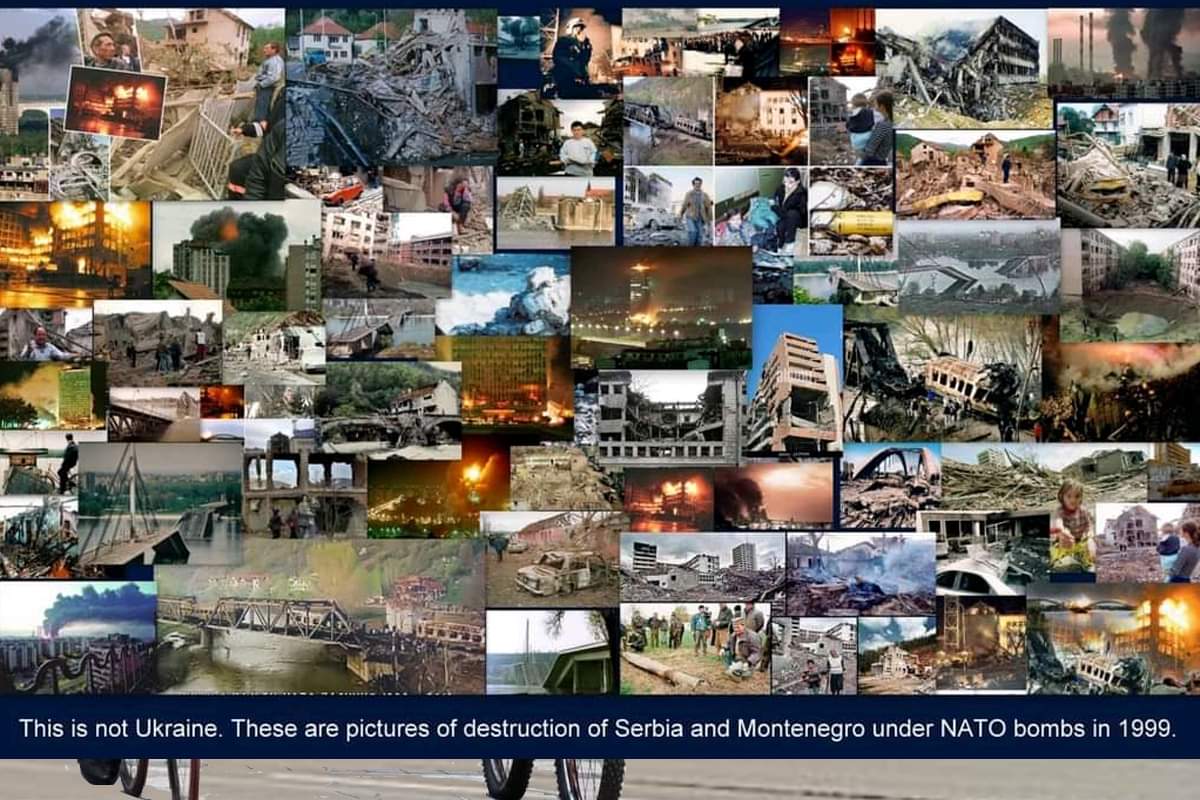 This is not Ukraine. These are pictures of destruction of Serbia and Montenegro under NATO bombs in 1999.